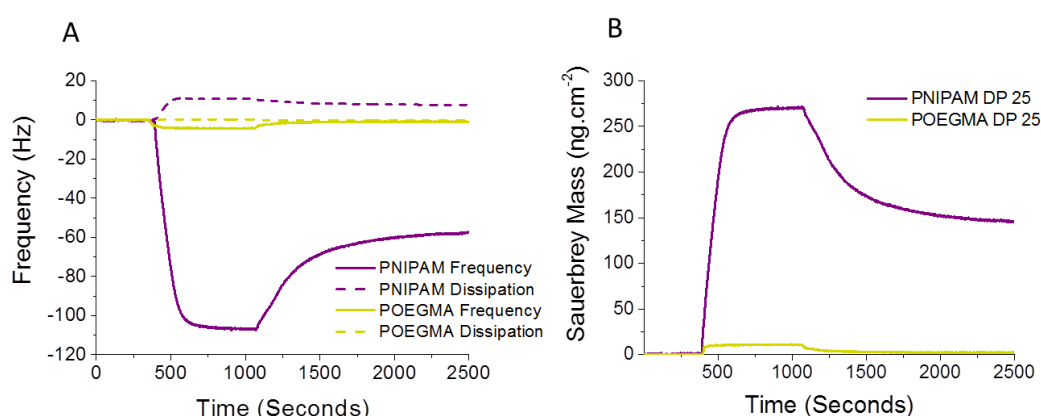 A
Frequency (Hz)
20
0
-20
-40
-60
-80
-100
-120
PNIPAM Frequency
PNIPAM Dissipation
POEGMA Frequency
POEGMA Dissipation
0
500
1000
1500
2000
2500
Time (Seconds)
B
Sauerbrey Mass (ng.cm⁻²)
300
250
200
150
100
50
0
PNIPAM DP 25
POEGMA DP 25
500
1000
1500
2000
2500
Time (Seconds)